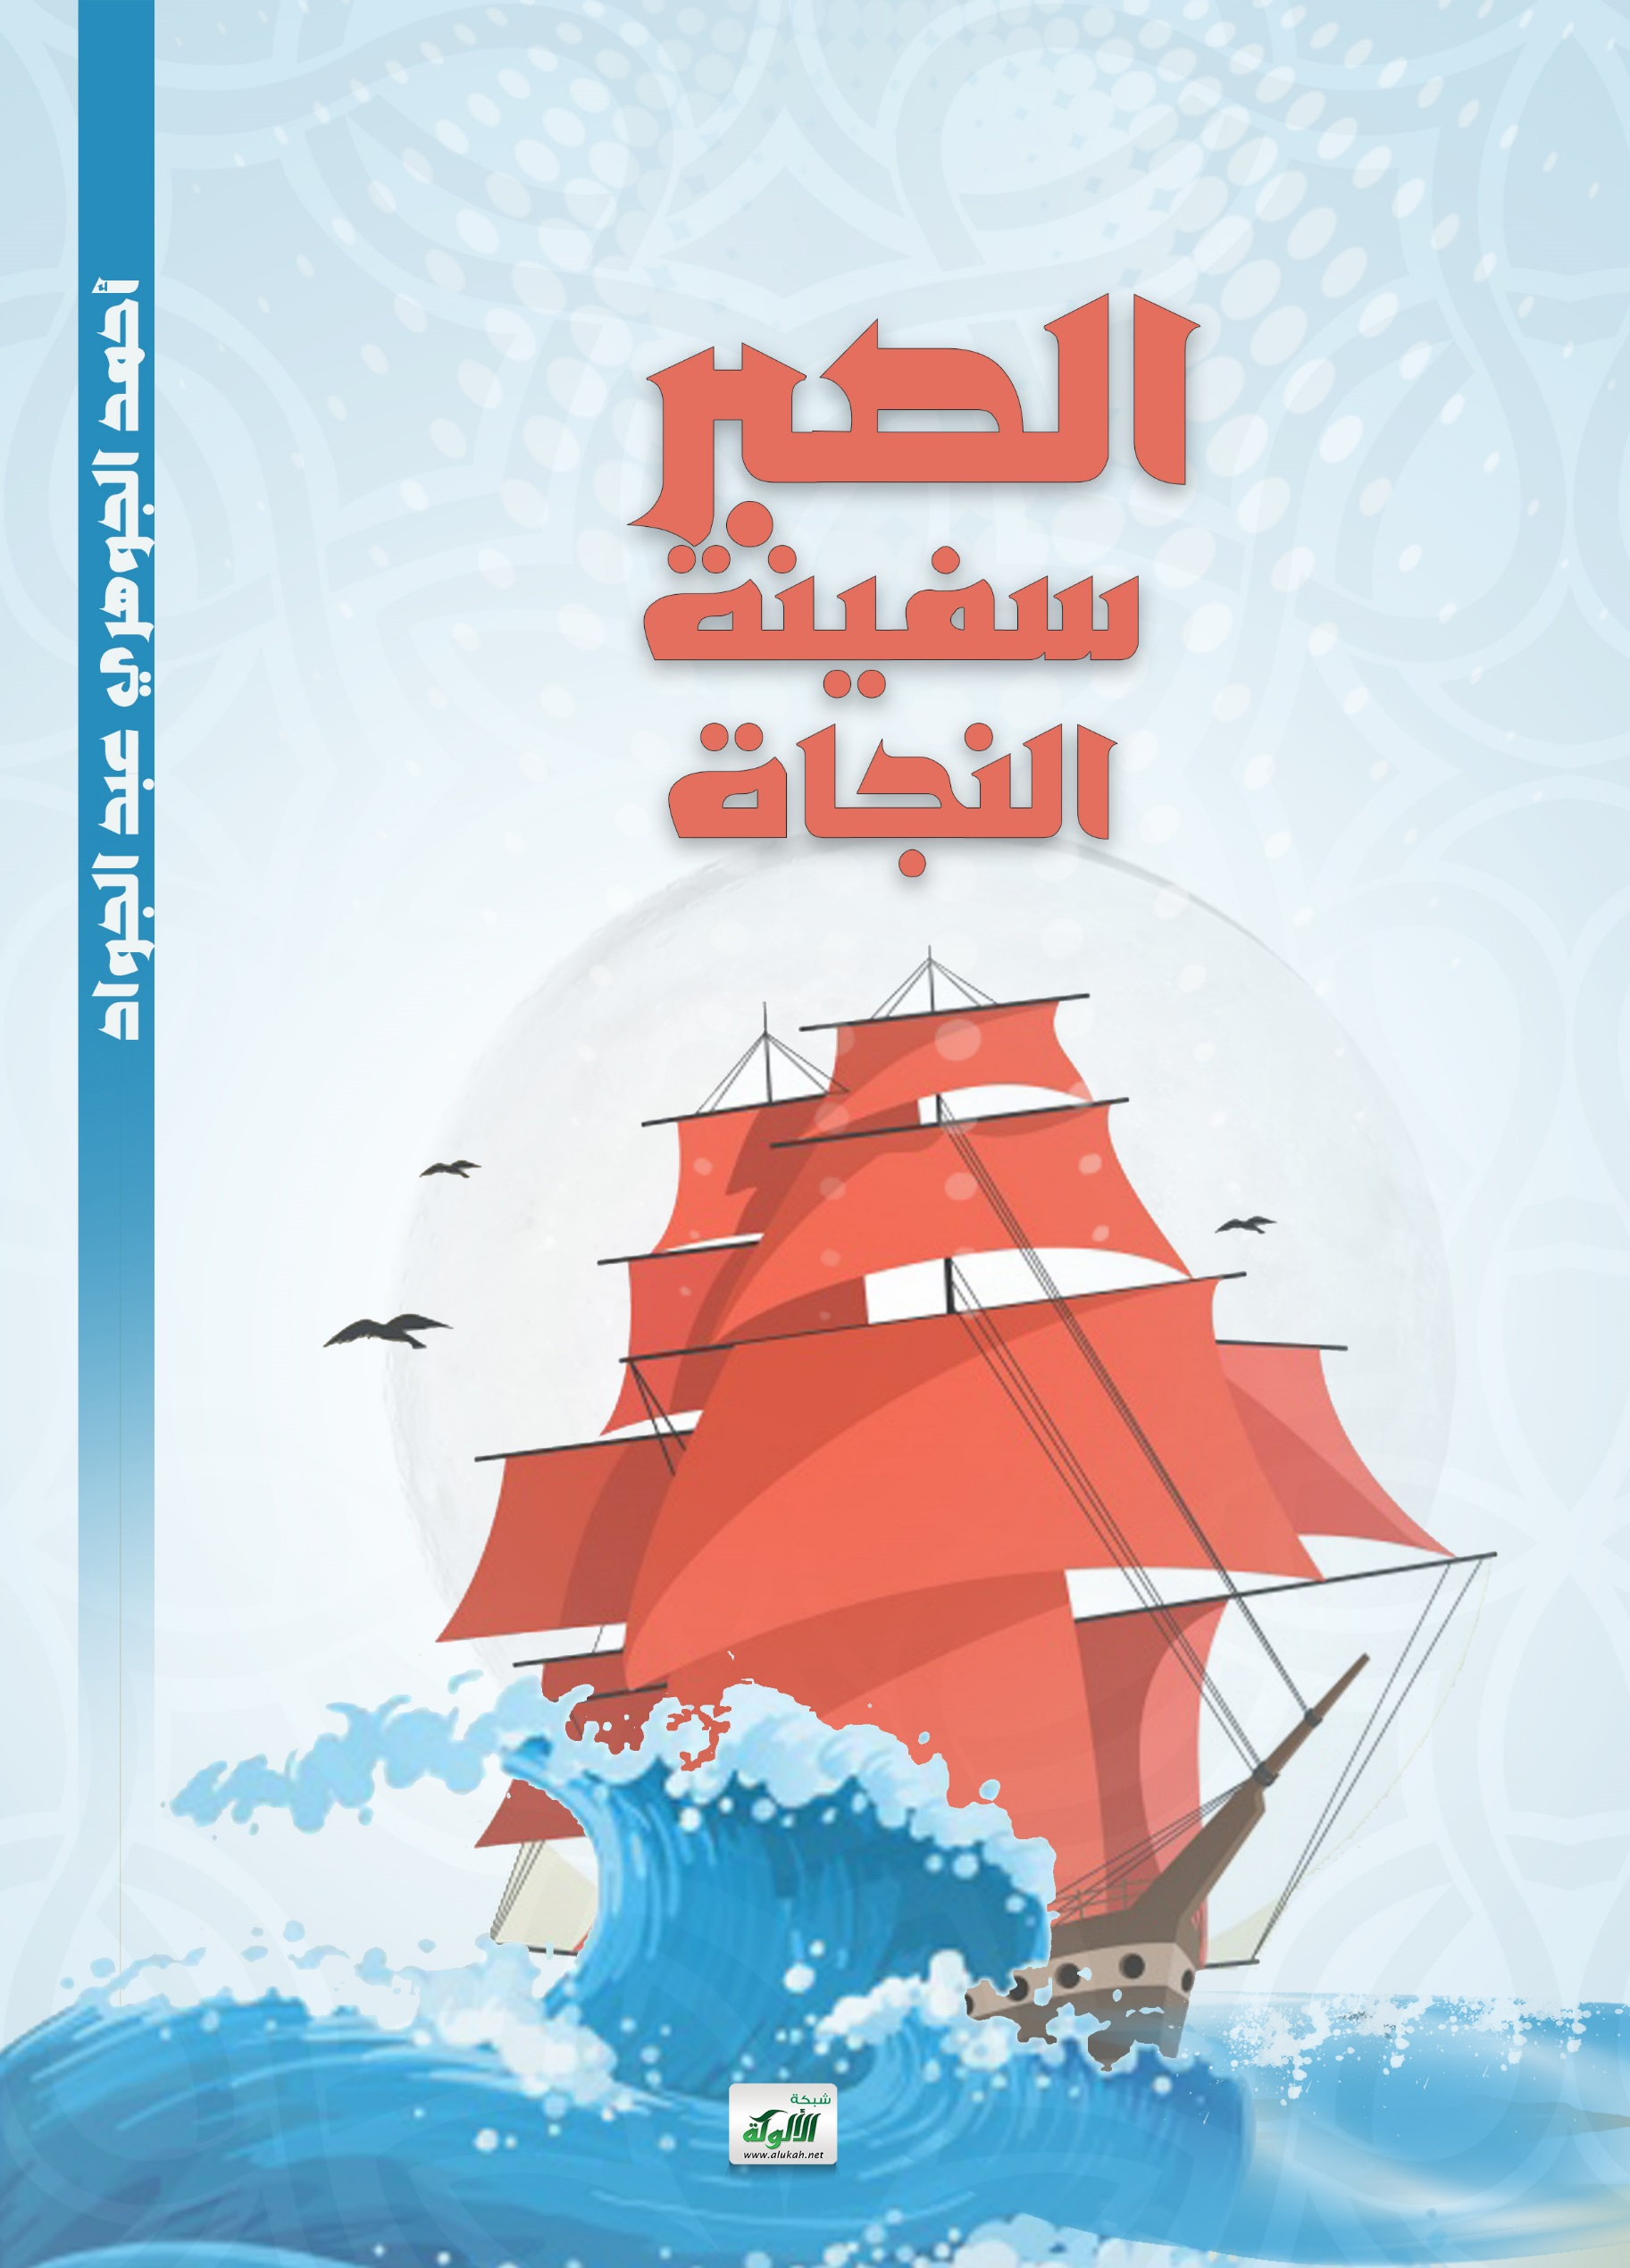 الصبر
سفينة
النجاة
أحمد الجوهري عبد الجواد
شبكة
الألوكة
www.alukah.net